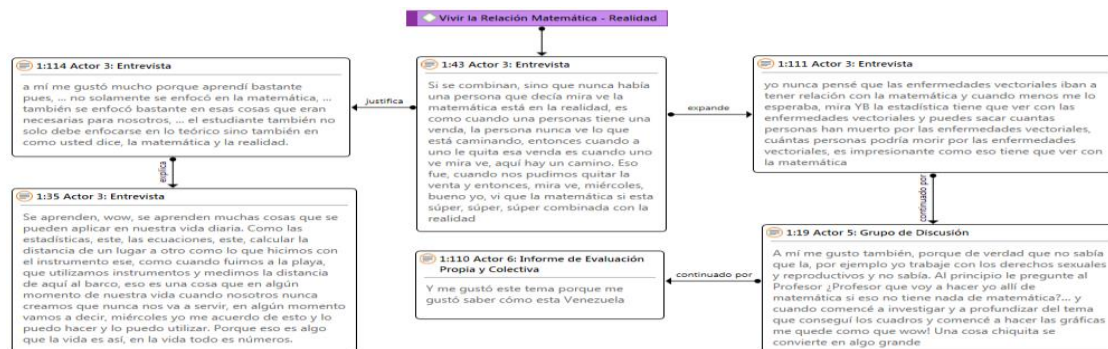 Vivir la Relación Matemática - Realidad
1:114 Actor 3: Entrevista
a mí me gustó mucho porque aprendí bastante
pues, ... no solamente se enfocó en la matemática, ...
también se enfocó bastante en esas cosas que eran
necesarias para nosotros, ... el estudiante también no
solo debe enfocarse en lo teórico sino también en
como usted dice, la matemática y la realidad.
justifica
1:43 Actor 3: Entrevista
Si se combinan, sino que nunca había
una persona que decía mira ve la
matemática está en la realidad, es
como cuando una personas tiene una
venda, la persona nunca ve lo que
está caminando, entonces cuando a
uno le quita esa venda es cuando uno
ve mira ve, aquí hay un camino. Eso
fue, cuando nos pudimos quitar la
venta y entonces, mira ve, miércoles,
bueno yo, vi que la matemática si esta
súper, súper, súper combinada con la
realidad
expande
1:111 Actor 3: Entrevista
yo nunca pensé que las enfermedades vectoriales iban a
tener relación con la matemática y cuando menos me lo
esperaba, mira YB la estadística tiene que ver con las
enfermedades vectoriales y puedes sacar cuantas
personas han muerto por las enfermedades vectoriales,
cuántas personas podría morir por las enfermedades
vectoriales, es impresionante como eso tiene que ver con
la matemática
explica
1:35 Actor 3: Entrevista
Se aprenden, wow, se aprenden muchas cosas que se
pueden aplicar en nuestra vida diaria. Como las
estadísticas, este, las ecuaciones, este, calcular la
distancia de un lugar a otro como lo que hicimos con
el instrumento ese, como cuando fuimos a la playa,
que utilizamos instrumentos y medimos la distancia
de aquí al barco, eso es una cosa que en algún
momento de nuestra vida cuando nosotros nunca
creamos que nunca nos va a servir, en algún momento
vamos a decir, miércoles yo me acuerdo de esto y lo
puedo hacer y lo puedo utilizar. Porque eso es algo
que la vida es así, en la vida todo es números.
continuado por
1:19 Actor 5: Grupo de Discusión
A mí me gusto también, porque de verdad que no sabía
que la, por ejemplo yo trabaje con los derechos sexuales
y reproductivos y no sabía. Al principio le pregunte al
Profesor ¿Profesor que voy a hacer yo allí de
matemática si eso no tiene nada de matemática?... y
cuando comencé a investigar y a profundizar del tema
que conseguí los cuadros y comencé a hacer las gráficas
me quede como que wow! Una cosa chiquita se
convierte en algo grande
continuado por
1:110 Actor 6: Informe de Evaluación
Propia y Colectiva
Y me gustó este tema porque me
gustó saber cómo esta Venezuela